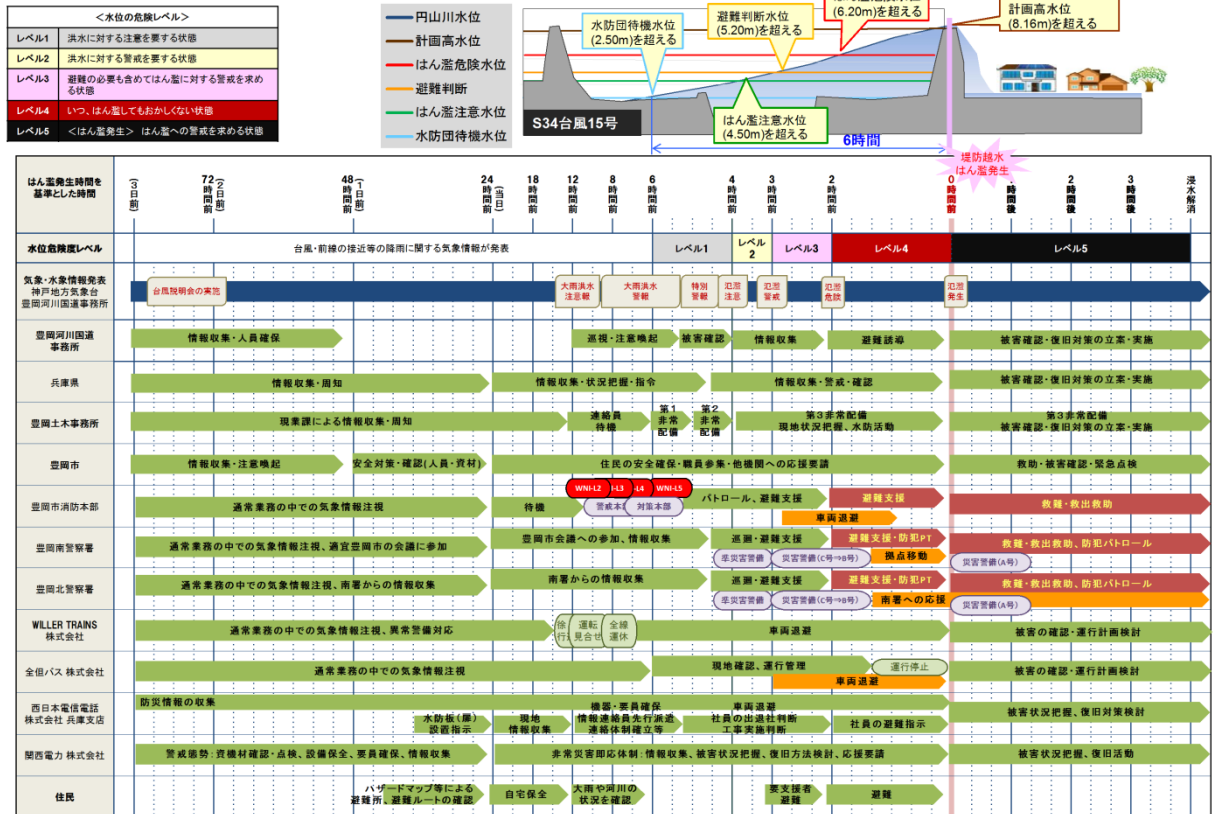 ＜水位の危険レベル＞
レベル1 洪水に対する注意を要する状態
レベル2 洪水に対する警戒を要する状態
レベル3 避難の必要も含めてはん濫に対する警戒を求める状態
レベル4 いつ、はん濫してもおかしくない状態
レベル5 ＜はん濫発生＞ はん濫への警戒を求める状態
円山川水位
計画高水位
はん濫危険水位
避難判断
はん濫注意水位
水防団待機水位
水防団待機水位
(2.50m)を超える
避難判断水位
(5.20m)を超える
(6.20m)を超える
計画高水位
(8.16m)を超える
はん濫注意水位
(4.50m)を超える
S34台風15号
6時間
堤防越水
はん濫発生
はん濫発生時間を
基準とした時間
(3日前)
72時間前
(2日前)
48時間前
(1日前)
24時間前
(当日)
18時間前
12時間前
8時間前
6時間前
4時間前
3時間前
2時間前
0時間前
時間後
2時間後
3時間後
浸水解消
水位危険度レベル
台風・前線の接近等の降雨に関する気象情報が発表
レベル1
レベル2
レベル3
レベル4
レベル5
気象・水象情報発表
神戸地方気象台
豊岡河川国道事務所
台風説明会の実施
大雨洪水注意報
大雨洪水警報
特別警報
氾濫注意
氾濫警戒
氾濫危険
氾濫発生
豊岡河川国道
事務所
情報収集・人員確保
巡視・注意喚起
被害確認
情報収集
避難誘導
被害確認・復旧対策の立案・実施
兵庫県
情報収集・周知
情報収集・状況把握・指令
情報収集・警戒・確認
被害確認・復旧対策の立案・実施
豊岡土木事務所
現業課による情報収集・周知
連絡員待機
第1非常配備
第2非常配備
第3非常配備
現地状況把握、水防活動
第3非常配備
被害確認・復旧対策の立案・実施
豊岡市
情報収集・注意喚起
安全対策・確認(人員・資材)
住民の安全確保・職員参集・他機関への応援要請
救助・被害確認・緊急点検
豊岡市消防本部
通常業務の中での気象情報注視
待機
WNI-L2
I-L3
-L4
WNI-L5
警戒本
対策本部
パトロール、避難支援
避難支援
車両退避
救難・救出救助
豊岡南警察署
通常業務の中での気象情報注視、適宜豊岡市の会議に参加
豊岡市会議への参加、情報収集
巡廻・避難支援
避難支援・防犯PT
拠点移動
準災害警備
災害警備(C号⇒B号)
災害警備(A号)
救難・救出救助、防犯パトロール
豊岡北警察署
通常業務の中での気象情報注視、南署からの情報収集
南署からの情報収集
巡廻・避難支援
避難支援・防犯PT
南署への応援
準災害警備
災害警備(C号⇒B号)
災害警備(A号)
救難・救出救助、防犯パトロール
WILLER TRAINS
株式会社
通常業務の中での気象情報注視、異常警備対応
徐行
運転見合せ
全線運休
車両退避
被害の確認・運行計画検討
全但バス 株式会社
通常業務の中での気象情報注視
現地確認、運行管理
運行停止
車両退避
被害の確認・運行計画検討
西日本電信電話
株式会社 兵庫支店
防災情報の収集
機器・要員確保
車両退避
水防板(扉)
設置指示
現地
情報収集
情報連絡員先行派遣
連絡体制確立等
社員の出退社判断
工事実施判断
社員の避難指示
被害状況把握、復旧対策検討
関西電力 株式会社
警戒態勢：資機材確認・点検、設備保全、要員確保、情報収集
非常災害即応体制：情報収集、被害状況把握、復旧方法検討、応援要請
被害状況把握、復旧活動
住民
ハザードマップ等による
避難所、避難ルートの確認
自宅保全
大雨や河川の
状況を確認
要支援者
避難
避難